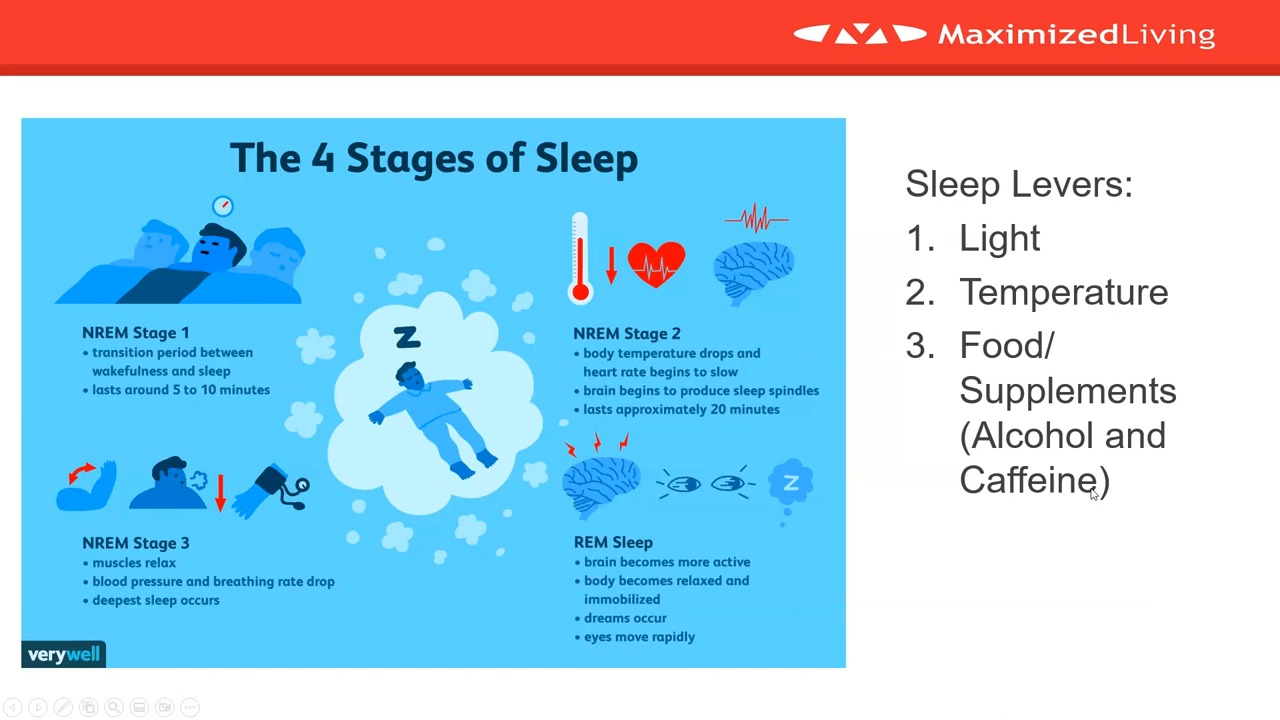 MaximizedLiving
The 4 Stages of Sleep
NREM Stage 1
• transition period between
wakefulness and sleep
• lasts around 5 to 10 minutes
Z
NREM Stage 2
• body temperature drops and
heart rate begins to slow
• brain begins to produce sleep spindles
• lasts approximately 20 minutes
NREM Stage 3
• muscles relax
• blood pressure and breathing rate drop
• deepest sleep occurs
Z
REM Sleep
• brain becomes more active
• body becomes relaxed and
immobilized
• dreams occur
• eyes move rapidly
verywell
Sleep Levers:
1. Light
2. Temperature
3. Food/
Supplements
(Alcohol and
Caffeine)